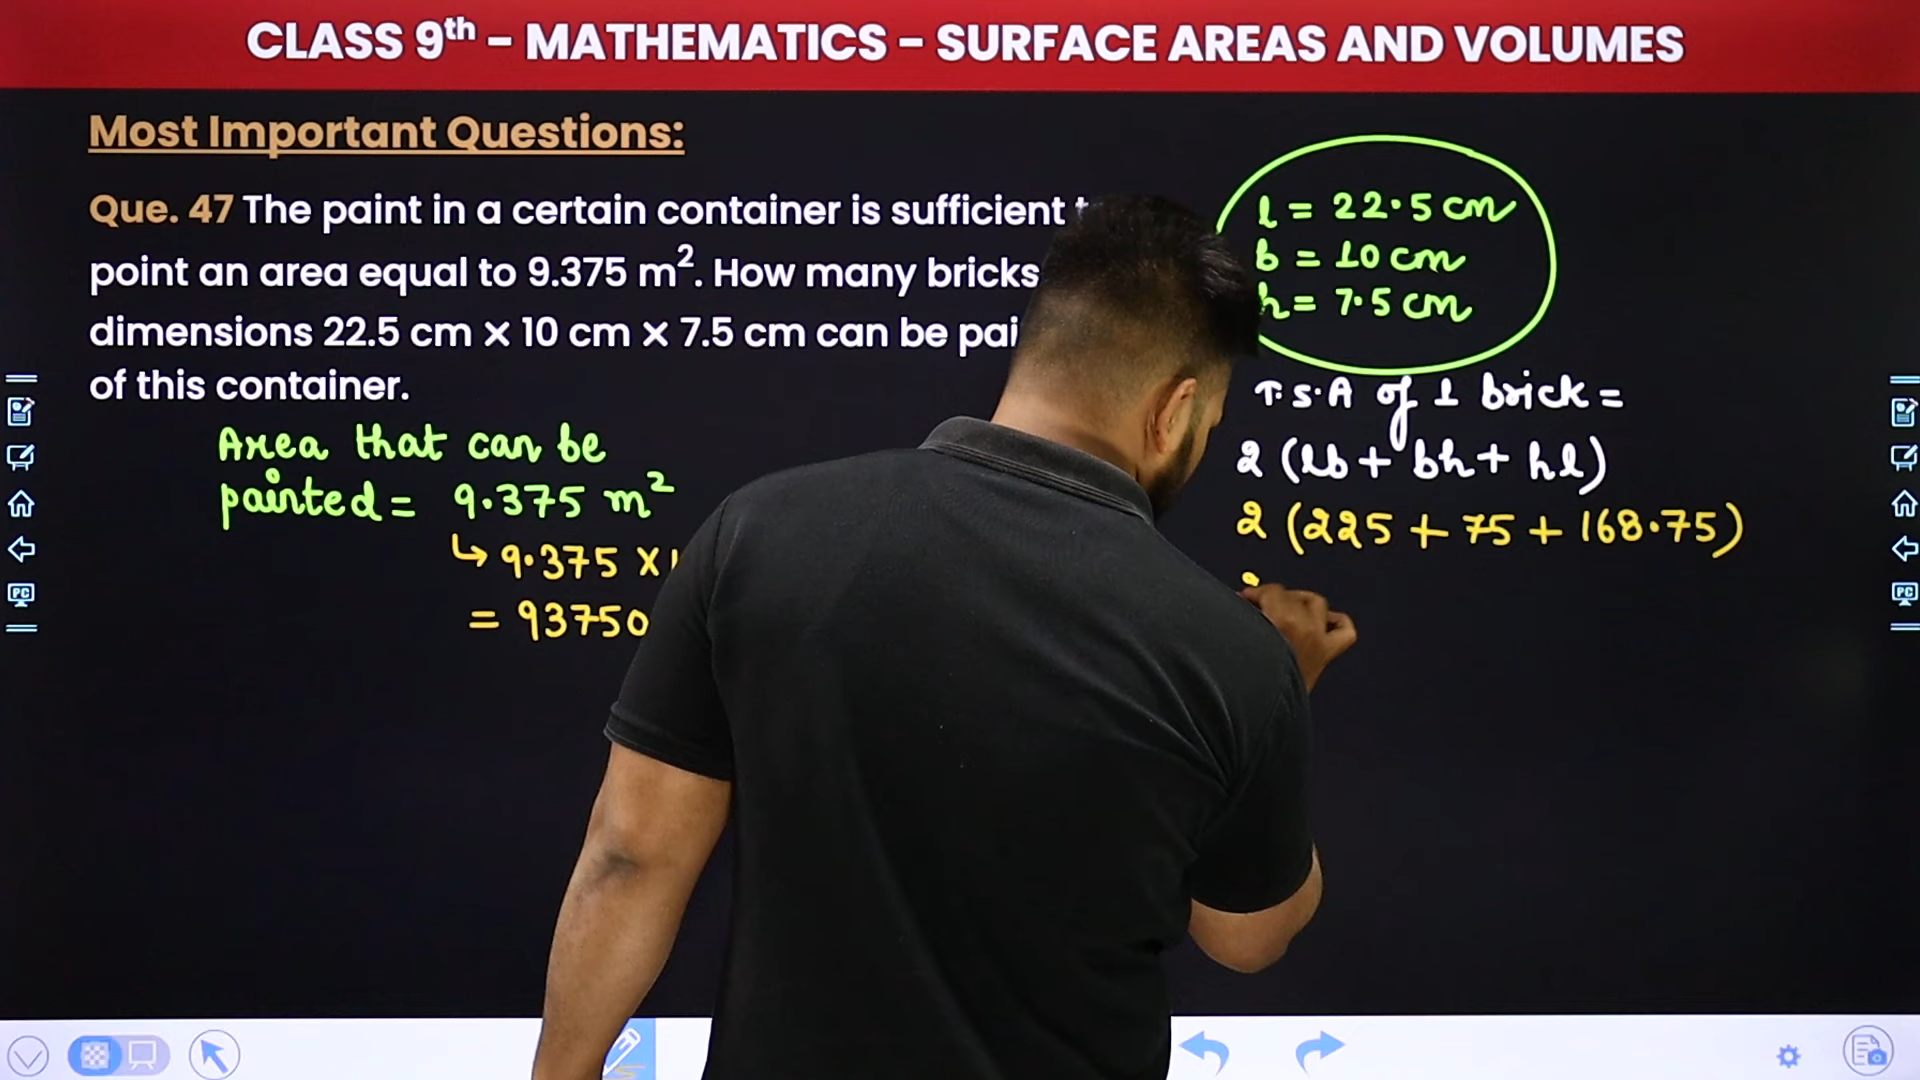 CLASS 9th - MATHEMATICS - SURFACE AREAS AND VOLUMES
Most Important Questions:
Que. 47 The paint in a certain container is sufficient
point an area equal to 9.375 m². How many bricks
dimensions 22.5 cm × 10 cm × 7.5 cm can be
of this container.
Area that can be
painted = 9.375 m²
↳ 9.375 ×
= 93750
l = 22.5 cm
b = 10 cm
h = 7.5 cm
T.S.A of 1 brick =
2 (lb + bh + hl)
2 (225 + 75 + 168.75)
PC
PC